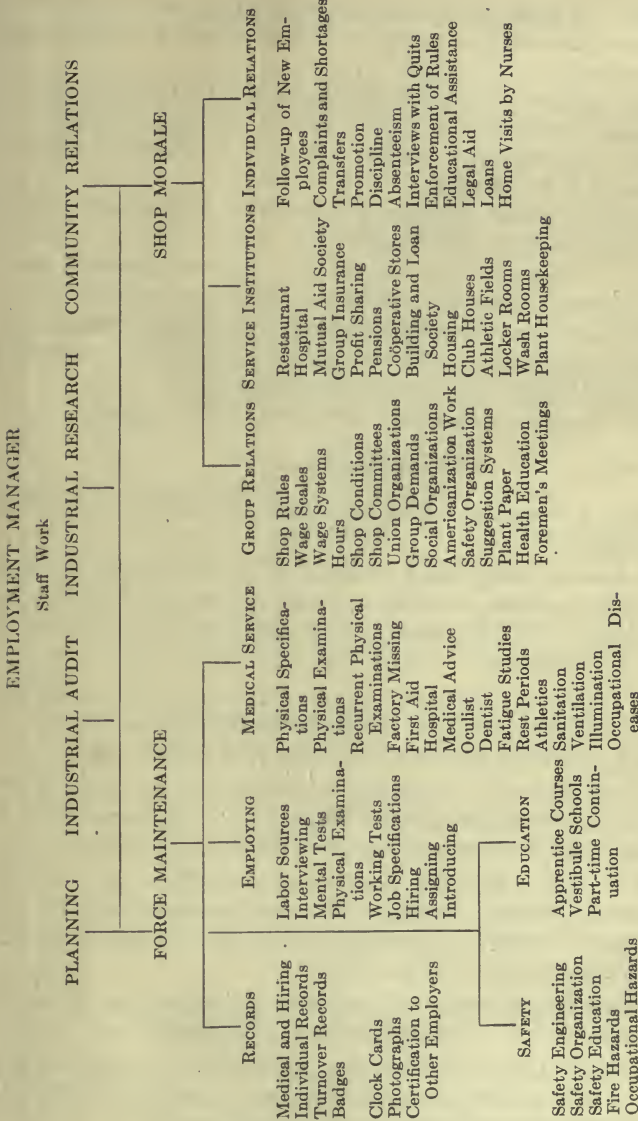 EMPLOYMENT MANAGER
Staff Work
PLANNING INDUSTRIAL AUDIT INDUSTRIAL RESEARCH COMMUNITY RELATIONS
FORCE MAINTENANCE
SHOP MORALE
RECORDS
Medical and Hiring
Individual Records
Turnover Records
Badges
Clock Cards
Photographs
Certification to
Other Employers
EMPLOYING
Labor Sources
Interviewing
Mental Tests
Physical Examina-
tions
Working Tests
Job Specifications
Hiring
Assigning
Introducing
MEDICAL SERVICE
Physical Specifica-
tions
Physical Examina-
tions
Recurrent Physical
Examinations
Factory Missing
First Aid
Hospital
Medical Advice
Oculist
Dentist
Fatigue Studies
Rest Periods
Athletics
Sanitation
Ventilation
Illumination
Occupational Dis-
eases
GROUP RELATIONS
Shop Rules
Wage Scales
Wage Systems
Hours
Shop Conditions
Shop Committees
Union Organizations
Group Demands
Social Organizations
Americanization Work
Safety Organization
Suggestion Systems
Plant Paper
Health Education
Foremen's Meetings
SERVICE INSTITUTIONS
Restaurant
Hospital
Mutual Aid Society
Group Insurance
Profit Sharing
Pensions
Coöperative Stores
Building and Loan
Society
Housing
Club Houses
Athletic Fields
Locker Rooms
Wash Rooms
Plant Housekeeping
INDIVIDUAL RELATIONS
Follow-up of New Em-
ployees
Complaints and Shortages
Transfers
Promotion
Discipline
Absenteeism
Interviews with Quits
Enforcement of Rules
Educational Assistance
Legal Aid
Loans
Home Visits by Nurses
SAFETY
Safety Engineering
Safety Organization
Safety Education
Fire Hazards
Occupational Hazards
EDUCATION
Apprentice Courses
Vestibule Schools
Part-time Contin-
uation